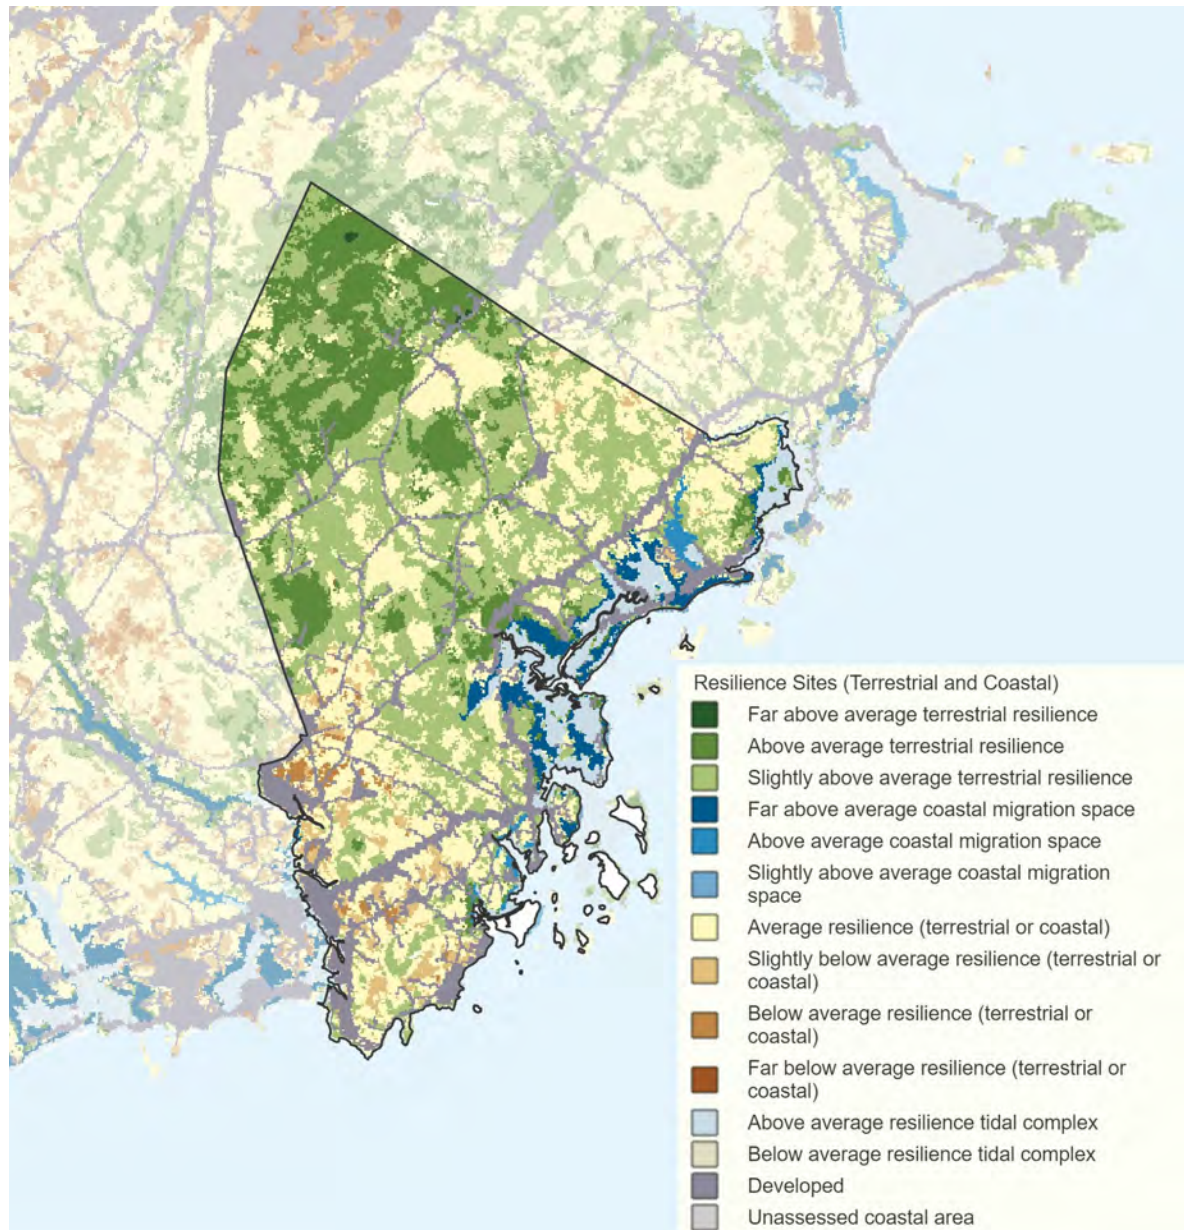 Resilience Sites (Terrestrial and Coastal)
Far above average terrestrial resilience
Above average terrestrial resilience
Slightly above average terrestrial resilience
Far above average coastal migration space
Above average coastal migration space
Slightly above average coastal migration
space
Average resilience (terrestrial or coastal)
Slightly below average resilience (terrestrial or
coastal)
Below average resilience (terrestrial or
coastal)
Far below average resilience (terrestrial or
coastal)
Above average resilience tidal complex
Below average resilience tidal complex
Developed
Unassessed coastal area